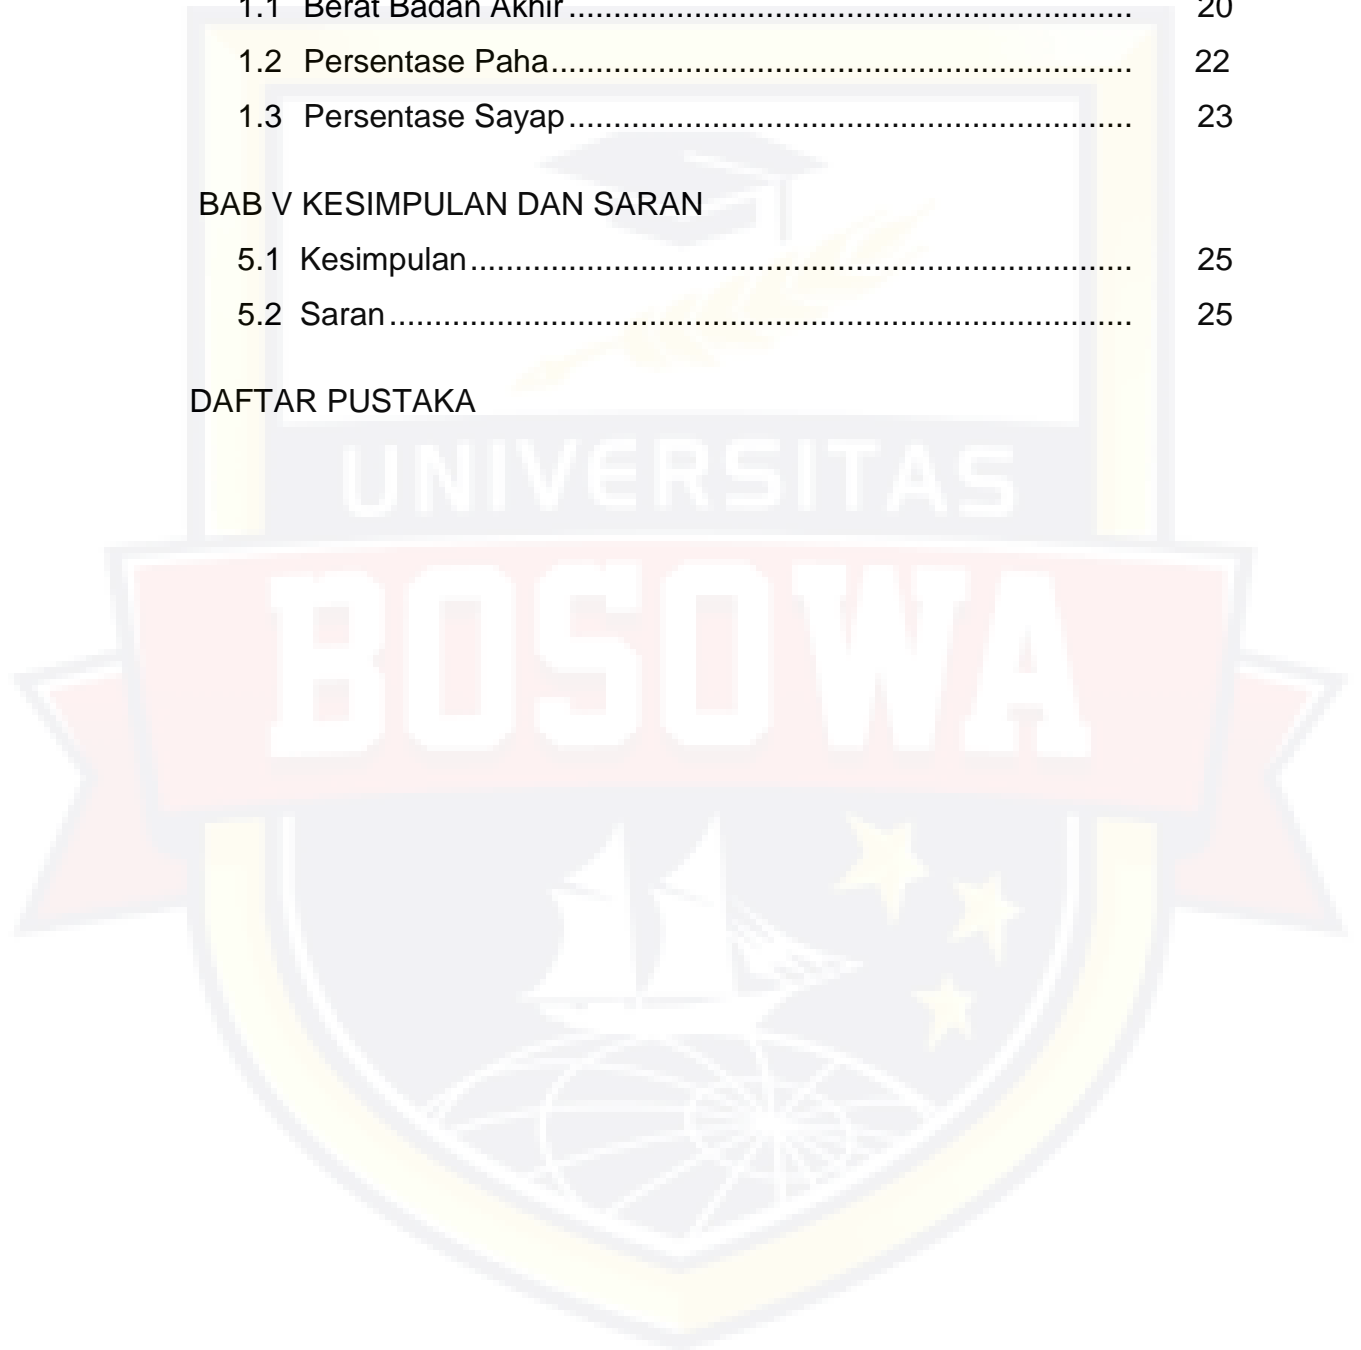 1.1 Berat Badan Akhir................................................................ 20
1.2 Persentase Paha.................................................................. 22
1.3 Persentase Sayap................................................................ 23
BAB V KESIMPULAN DAN SARAN
5.1 Kesimpulan........................................................................... 25
5.2 Saran.................................................................................... 25
DAFTAR PUSTAKA
UNIVERSITAS
BOSOWA